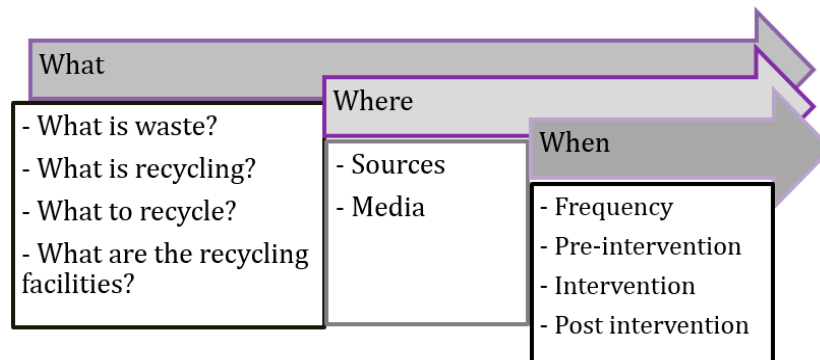 What
- What is waste?
- What is recycling?
- What to recycle?
- What are the recycling
facilities?
Where
- Sources
- Media
When
- Frequency
- Pre-intervention
- Intervention
- Post intervention